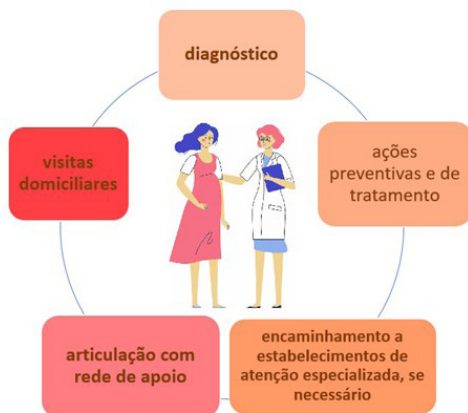 diagnóstico
ações
preventivas e de
tratamento
encaminhamento a
estabelecimentos de
atenção especializada, se
necessário
articulação com
rede de apoio
visitas
domiciliares